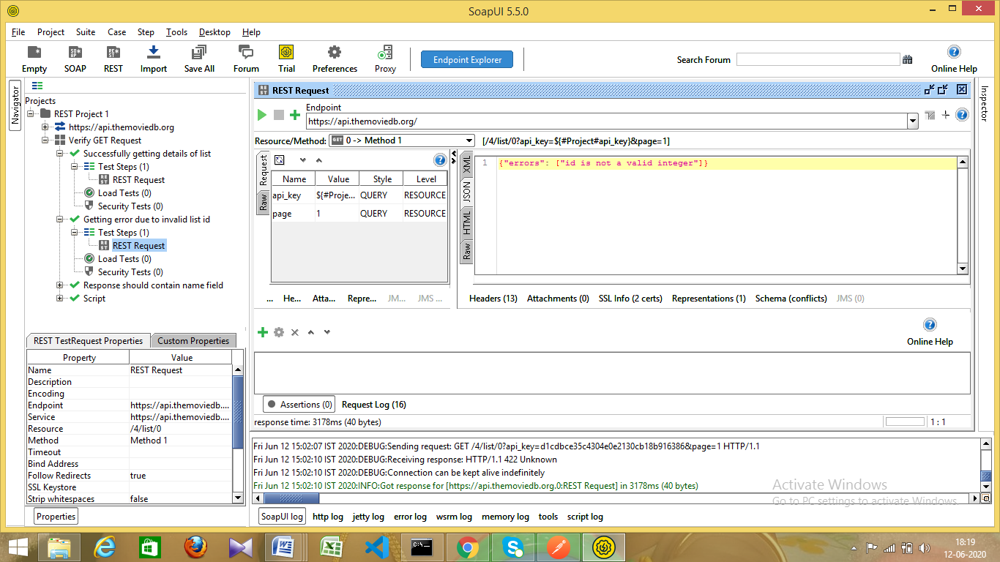 SoapUI 5.5.0
File Project Suite Case Step Tools Desktop Help
Empty SOAP REST Import Save All Forum Trial Preferences Proxy Endpoint Explorer Search Forum Online Help
Navigator
Projects
REST Project 1
https://api.themoviedb.org
Verify GET Request
Successfully getting details of list
Test Steps (1)
REST Request
Load Tests (0)
Security Tests (0)
Getting error due to invalid list id
Test Steps (1)
REST Request
Load Tests (0)
Security Tests (0)
Response should contain name field
Script
REST TestRequest Properties Custom Properties
Property Value
Name REST Request
Description
Encoding
Endpoint https://api.themoviedb....
Service https://api.themoviedb....
Resource /4/list/0
Method Method 1
Timeout
Bind Address
Follow Redirects true
SSL Keystore
Strip whitespaces false
Properties
REST Request
Inspector
Endpoint
https://api.themoviedb.org/
Resource/Method: GET 0 -> Method 1 [/4/list/0?api_key=${#Project#api_key}&page=1]
Request
Raw
Name Value Style Level
api_key ${#Proje... QUERY RESOURCE
page 1 QUERY RESOURCE
... He... Atta... Repre... JM... JMS ...
XML
JSON
HTML
Raw
1 {"errors": ["id is not a valid integer"]}
Headers (13) Attachments (0) SSL Info (2 certs) Representations (1) Schema (conflicts) JMS (0)
Online Help
Assertions (0) Request Log (16)
response time: 3178ms (40 bytes) 1 : 1
Fri Jun 12 15:02:07 IST 2020:DEBUG:Sending request: GET /4/list/0?api_key=d1cdbce35c4304e0e2130cb18b916386&page=1 HTTP/1.1
Fri Jun 12 15:02:10 IST 2020:DEBUG:Receiving response: HTTP/1.1 422 Unknown
Fri Jun 12 15:02:10 IST 2020:DEBUG:Connection can be kept alive indefinitely
Fri Jun 12 15:02:10 IST 2020:INFO:Got response for [https://api.themoviedb.org.0:REST Request] in 3178ms (40 bytes)
Activate Windows
Go to PC settings to activate Windows.
SoapUI log http log jetty log error log wsrm log memory log tools script log
18:19
12-06-2020